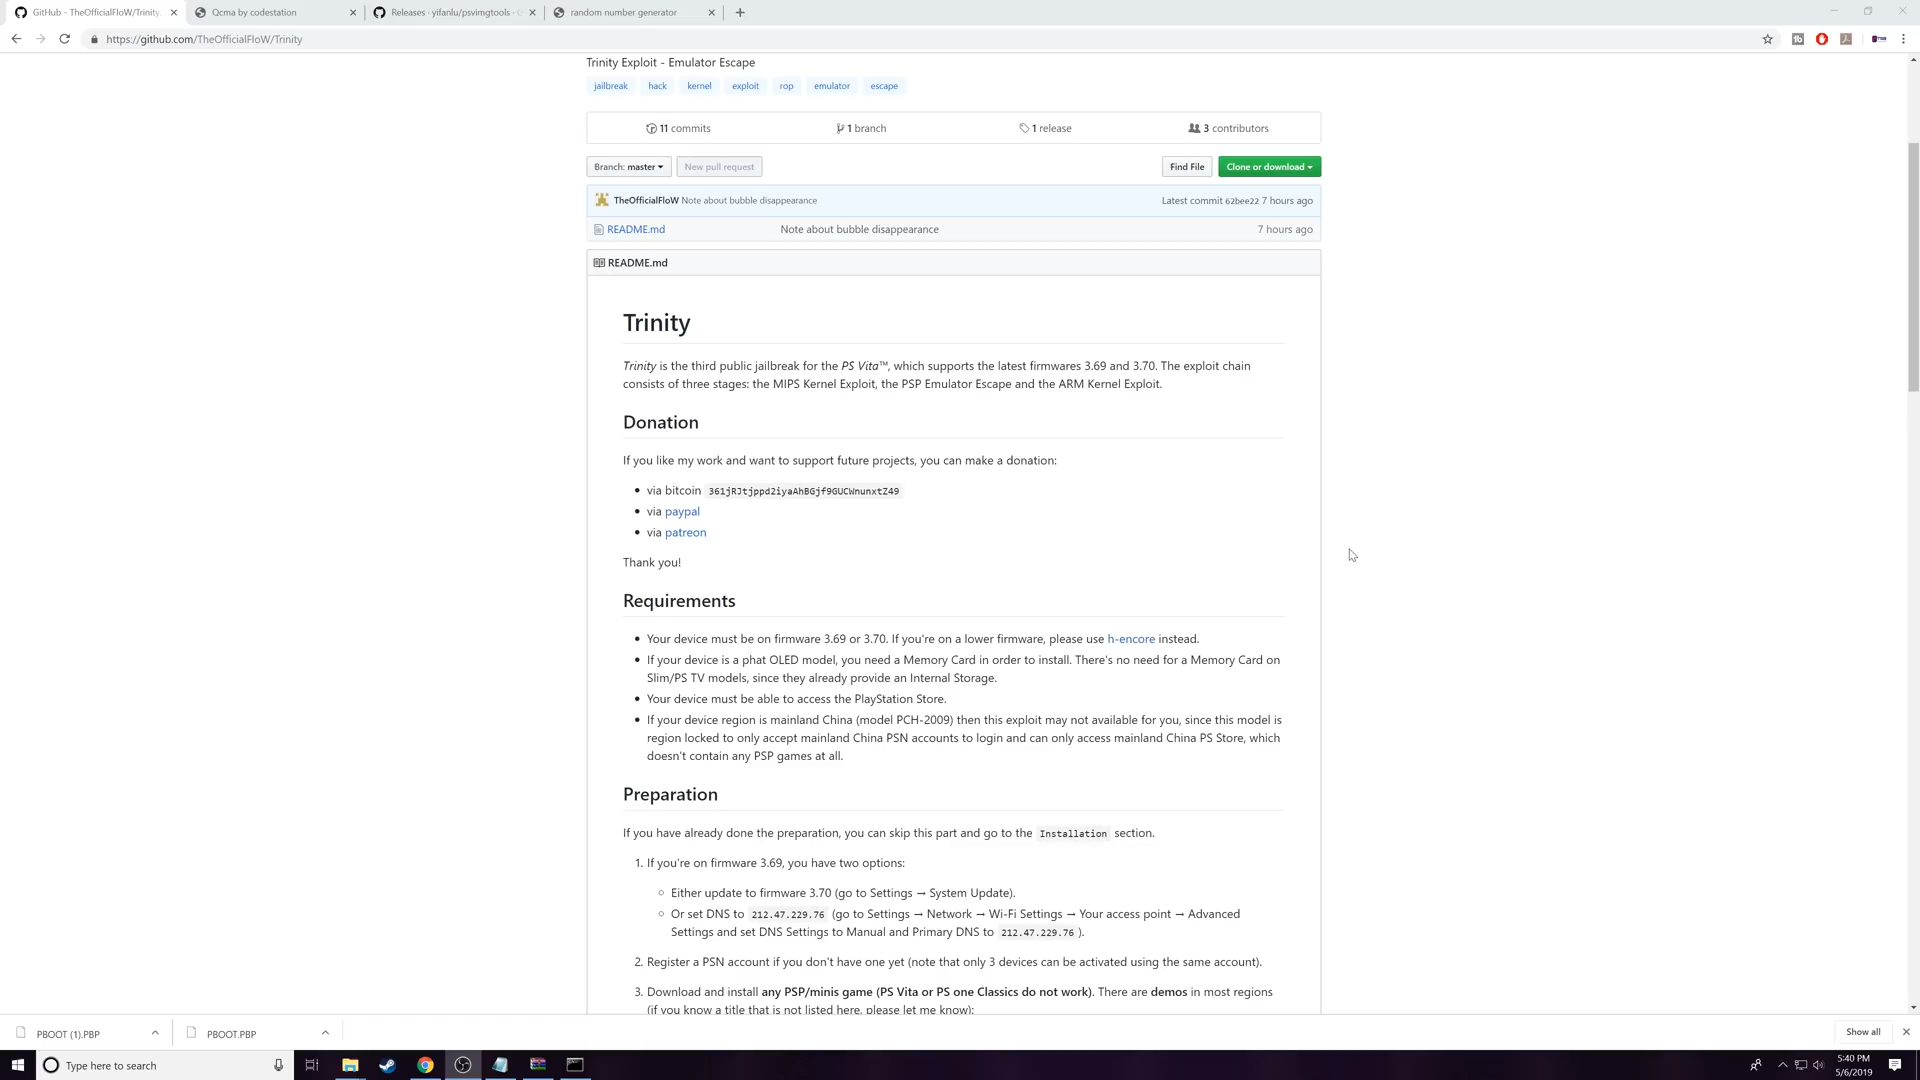 GitHub - TheOfficialFloW/Trinity:
Qcma by codestation
Releases · yifanlu/psvimgtools · G
random number generator
https://github.com/TheOfficialFloW/Trinity
Trinity Exploit - Emulator Escape
jailbreak hack kernel exploit rop emulator escape
11 commits 1 branch 1 release 3 contributors
Branch: master New pull request Find File Clone or download
TheOfficialFloW Note about bubble disappearance Latest commit 62bee22 7 hours ago
README.md Note about bubble disappearance 7 hours ago
README.md
Trinity
Trinity is the third public jailbreak for the PS Vita™, which supports the latest firmwares 3.69 and 3.70. The exploit chain
consists of three stages: the MIPS Kernel Exploit, the PSP Emulator Escape and the ARM Kernel Exploit.
Donation
If you like my work and want to support future projects, you can make a donation:
• via bitcoin 361jRJtjppd2iyaAhBGjf9GUCWnunxtZ49
• via paypal
• via patreon
Thank you!
Requirements
• Your device must be on firmware 3.69 or 3.70. If you're on a lower firmware, please use h-encore instead.
• If your device is a phat OLED model, you need a Memory Card in order to install. There's no need for a Memory Card on
Slim/PS TV models, since they already provide an Internal Storage.
• Your device must be able to access the PlayStation Store.
• If your device region is mainland China (model PCH-2009) then this exploit may not available for you, since this model is
region locked to only accept mainland China PSN accounts to login and can only access mainland China PS Store, which
doesn't contain any PSP games at all.
Preparation
If you have already done the preparation, you can skip this part and go to the Installation section.
1. If you're on firmware 3.69, you have two options:
○ Either update to firmware 3.70 (go to Settings → System Update).
○ Or set DNS to 212.47.229.76 (go to Settings → Network → Wi-Fi Settings → Your access point → Advanced
Settings and set DNS Settings to Manual and Primary DNS to 212.47.229.76 ).
2. Register a PSN account if you don't have one yet (note that only 3 devices can be activated using the same account).
3. Download and install any PSP/minis game (PS Vita or PS one Classics do not work). There are demos in most regions
(if you know a title that is not listed here, please let me know):
PBOOT (1).PBP
PBOOT.PBP
Show all
Type here to search
5:40 PM
5/6/2019